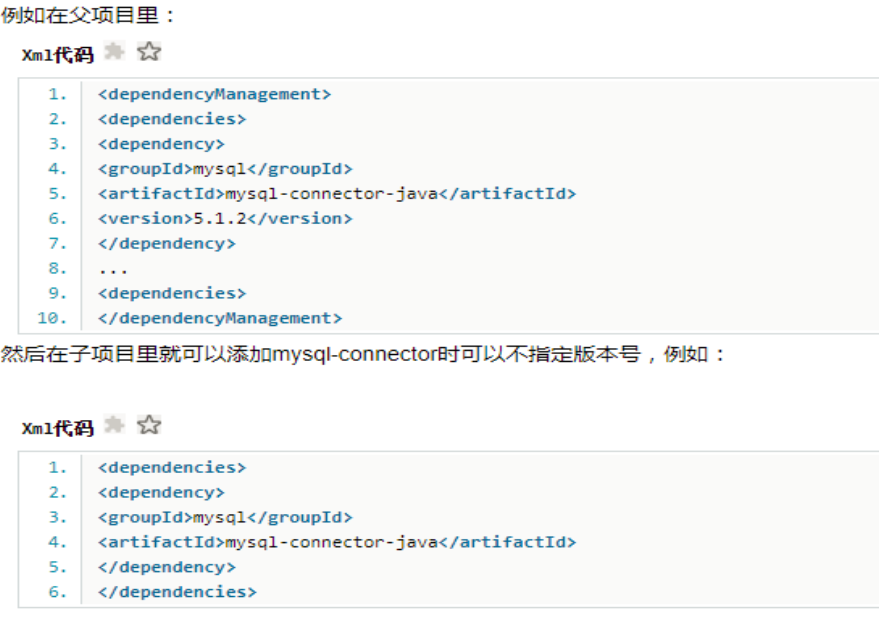 例如在父项目里：
Xml代码
1. <dependencyManagement>
2. <dependencies>
3. <dependency>
4. <groupId>mysql</groupId>
5. <artifactId>mysql-connector-java</artifactId>
6. <version>5.1.2</version>
7. </dependency>
8. ...
9. <dependencies>
10. </dependencyManagement>
然后在子项目里就可以添加mysql-connector时可以不指定版本号，例如：
Xml代码
1. <dependencies>
2. <dependency>
3. <groupId>mysql</groupId>
4. <artifactId>mysql-connector-java</artifactId>
5. </dependency>
6. </dependencies>